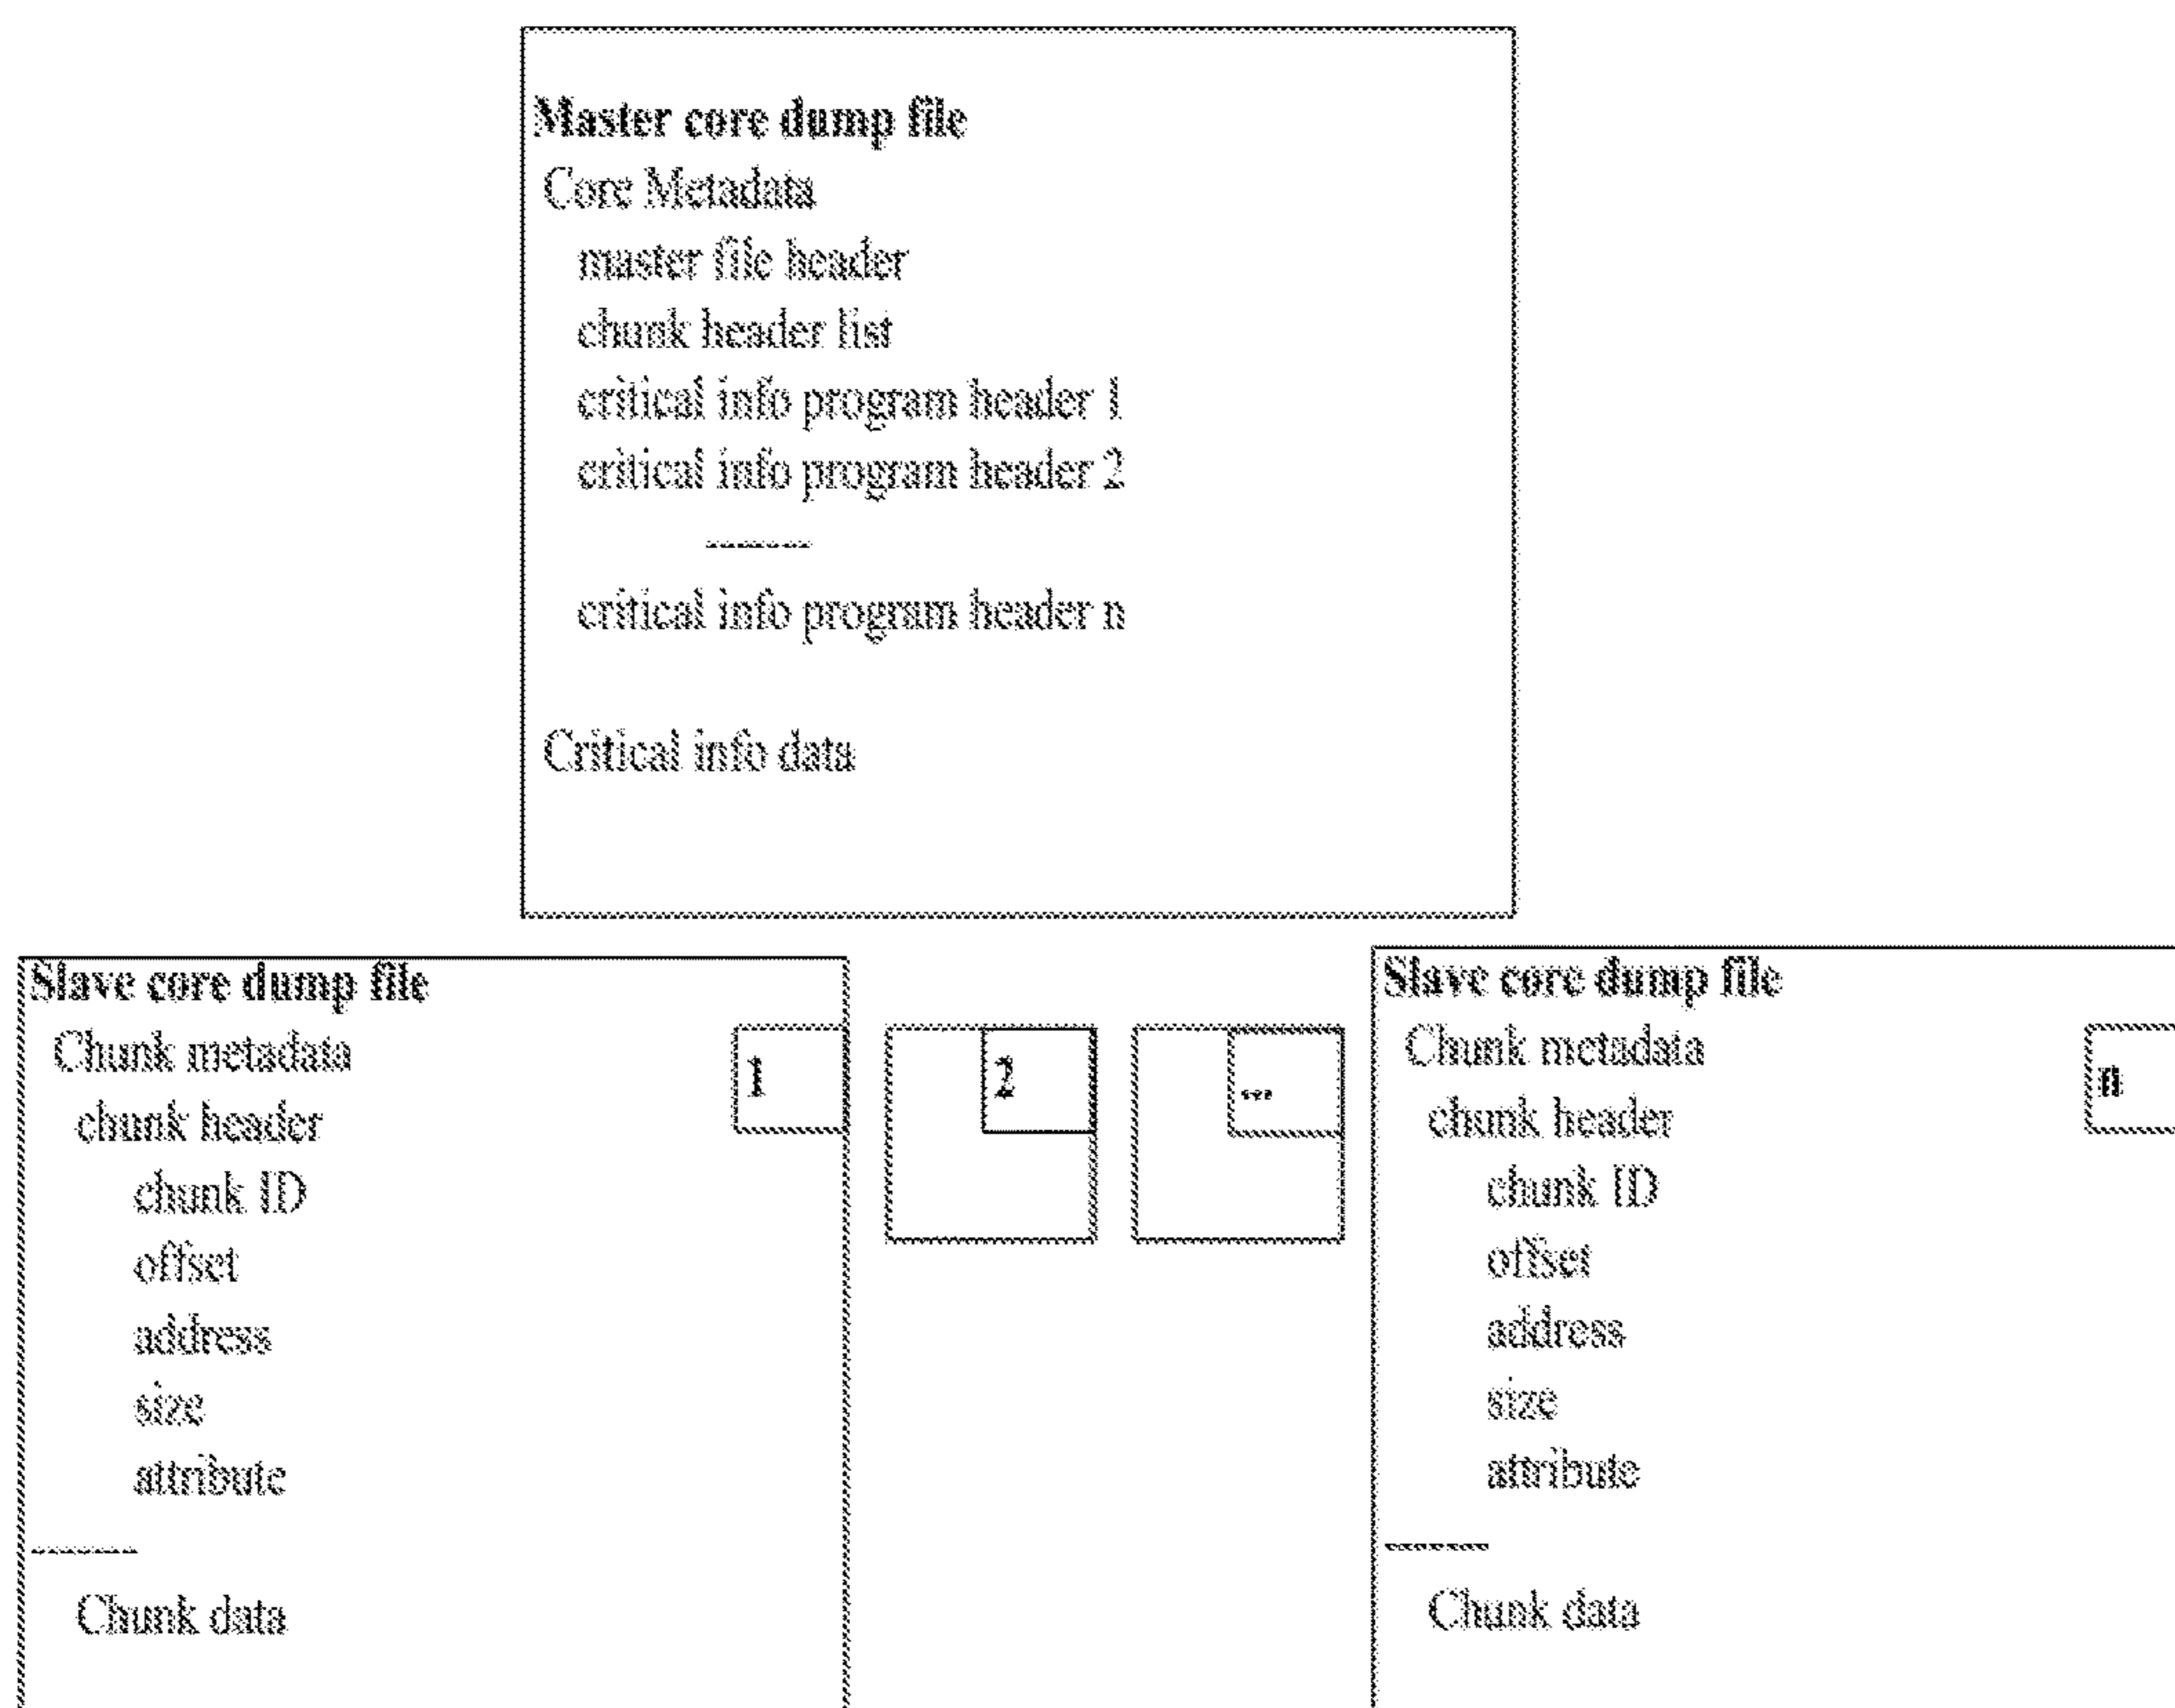 Master core dump file
Core Metadata
master file header
chunk header list
critical info program header 1
critical info program header 2
--------
critical info program header n
Critical info data
Slave core dump file
Chunk metadata
1
chunk header
chunk ID
offset
address
size
attribute
--------
Chunk data
2
...
Slave core dump file
Chunk metadata
n
chunk header
chunk ID
offset
address
size
attribute
--------
Chunk data